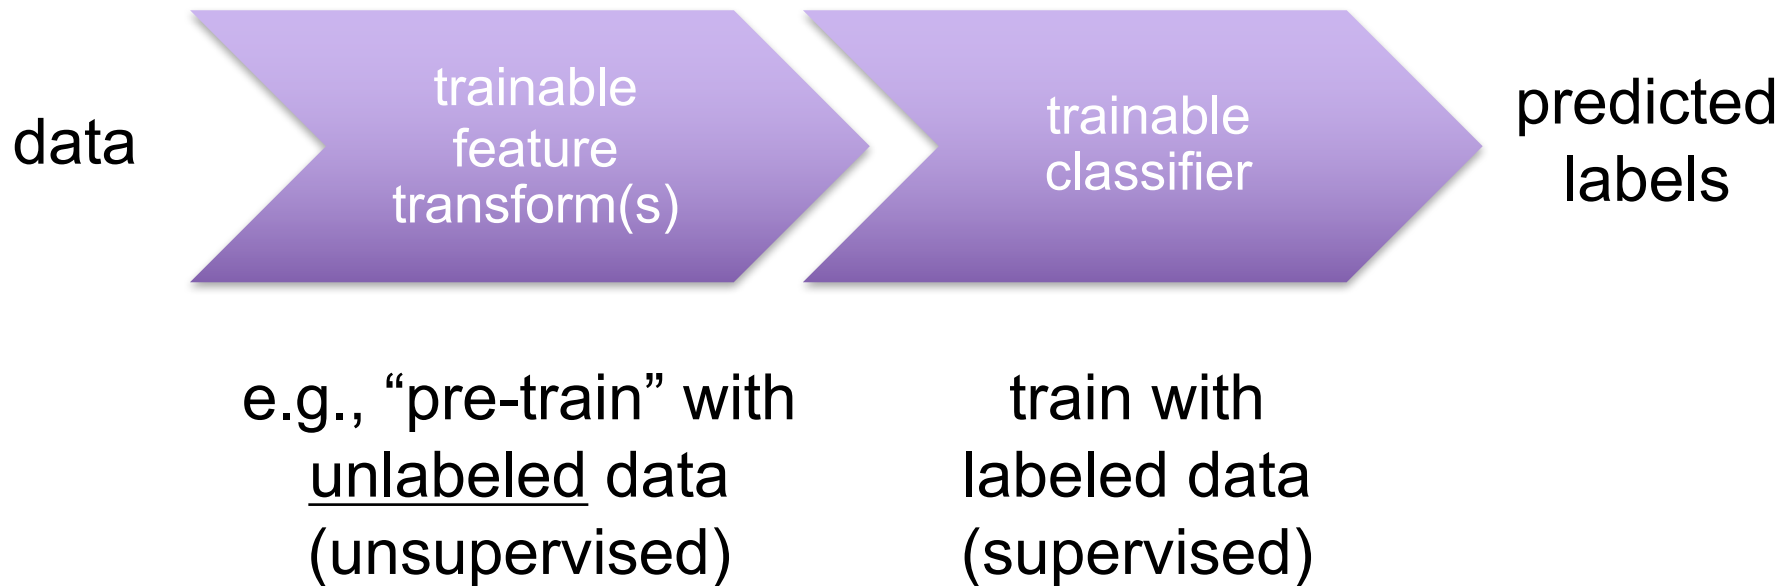 data
trainable
feature
transform(s)
trainable
classifier
predicted
labels
e.g., “pre-train” with
unlabeled data
(unsupervised)
train with
labeled data
(supervised)